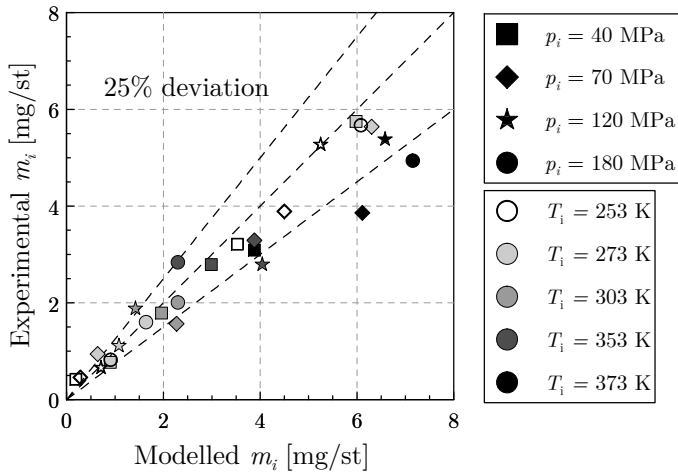 8
6
4
2
0
0
2
4
6
8
25% deviation
Experimental m_i [mg/st]
Modelled m_i [mg/st]
p_i = 40 MPa
p_i = 70 MPa
p_i = 120 MPa
p_i = 180 MPa
T_i = 253 K
T_i = 273 K
T_i = 303 K
T_i = 353 K
T_i = 373 K